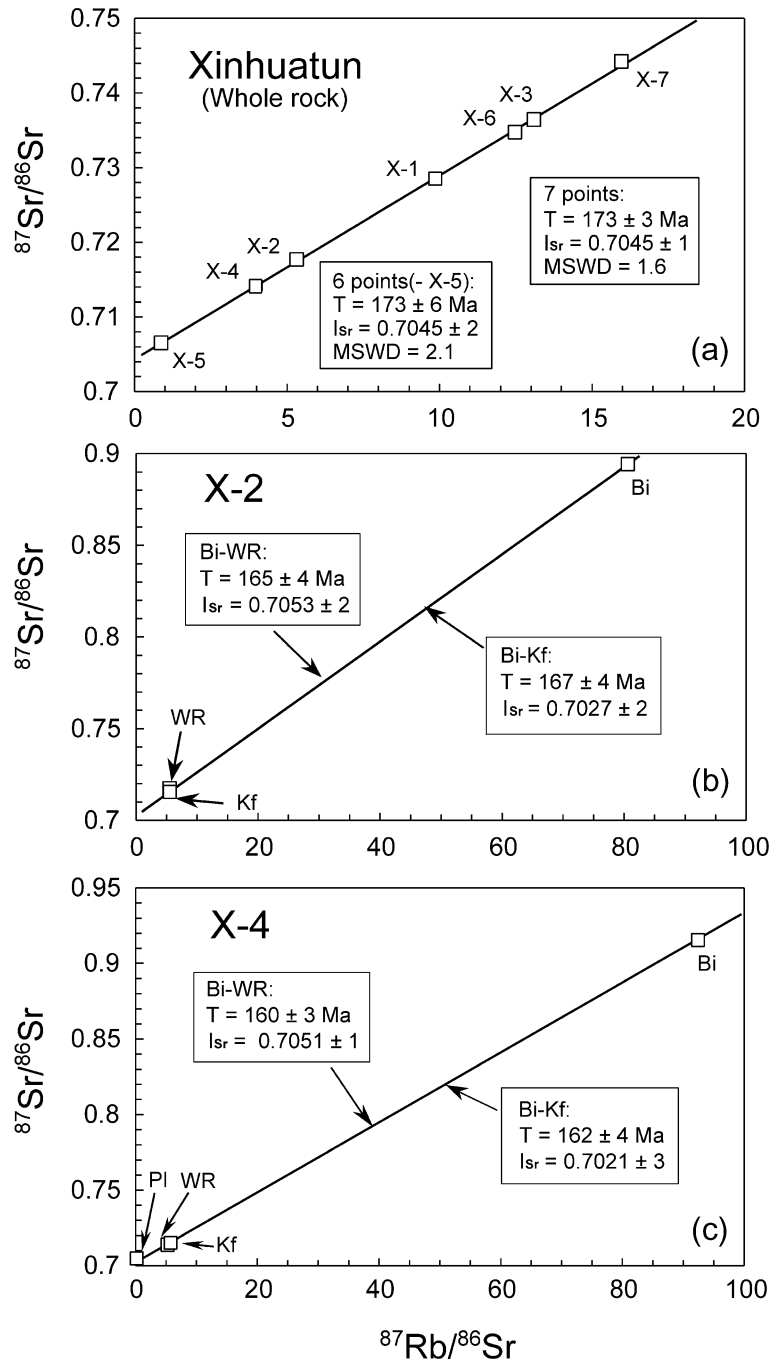 0.75
0.74
0.73
0.72
0.71
0.7
⁸⁷Sr/⁸⁶Sr
Xinhuatun
(Whole rock)
X-3
X-7
X-6
X-1
X-2
X-4
X-5
7 points:
T = 173 ± 3 Ma
ISr = 0.7045 ± 1
MSWD = 1.6
6 points(- X-5):
T = 173 ± 6 Ma
ISr = 0.7045 ± 2
MSWD = 2.1
(a)
0 5 10 15 20
0.9
0.85
0.8
0.75
0.7
⁸⁷Sr/⁸⁶Sr
X-2
Bi
Bi-WR:
T = 165 ± 4 Ma
ISr = 0.7053 ± 2
Bi-Kf:
T = 167 ± 4 Ma
ISr = 0.7027 ± 2
WR
Kf
(b)
0 20 40 60 80 100
0.95
0.9
0.85
0.8
0.75
0.7
⁸⁷Sr/⁸⁶Sr
X-4
Bi
Bi-WR:
T = 160 ± 3 Ma
ISr = 0.7051 ± 1
Bi-Kf:
T = 162 ± 4 Ma
ISr = 0.7021 ± 3
Pl WR
Kf
(c)
0 20 40 60 80 100
⁸⁷Rb/⁸⁶Sr